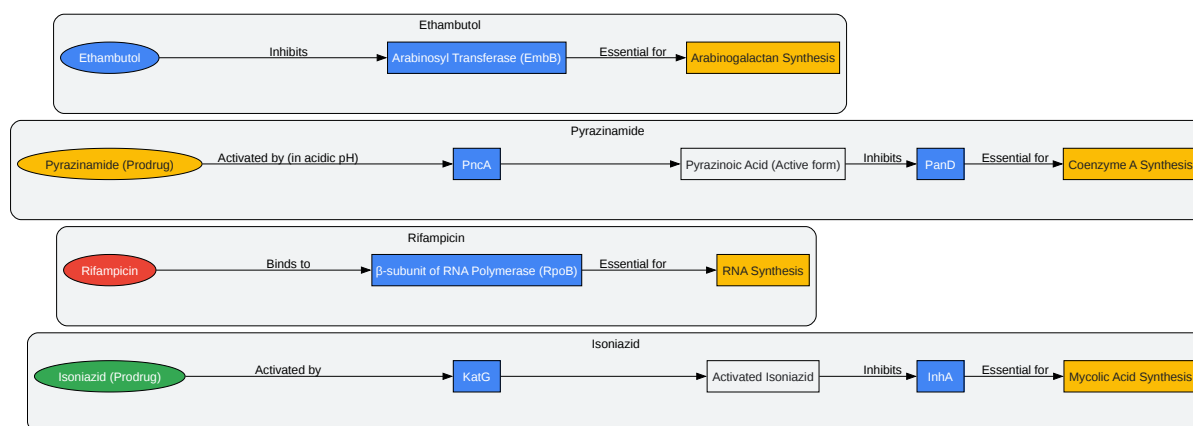 Ethambutol
Ethambutol
Inhibits
Arabinosyl Transferase (EmbB)
Essential for
Arabinogalactan Synthesis
Pyrazinamide
Pyrazinamide (Prodrug)
Activated by (in acidic pH)
PncA
Pyrazinoic Acid (Active form)
Inhibits
PanD
Essential for
Coenzyme A Synthesis
Rifampicin
Rifampicin
Binds to
β-subunit of RNA Polymerase (RpoB)
Essential for
RNA Synthesis
Isoniazid
Isoniazid (Prodrug)
Activated by
KatG
Activated Isoniazid
Inhibits
InhA
Essential for
Mycolic Acid Synthesis